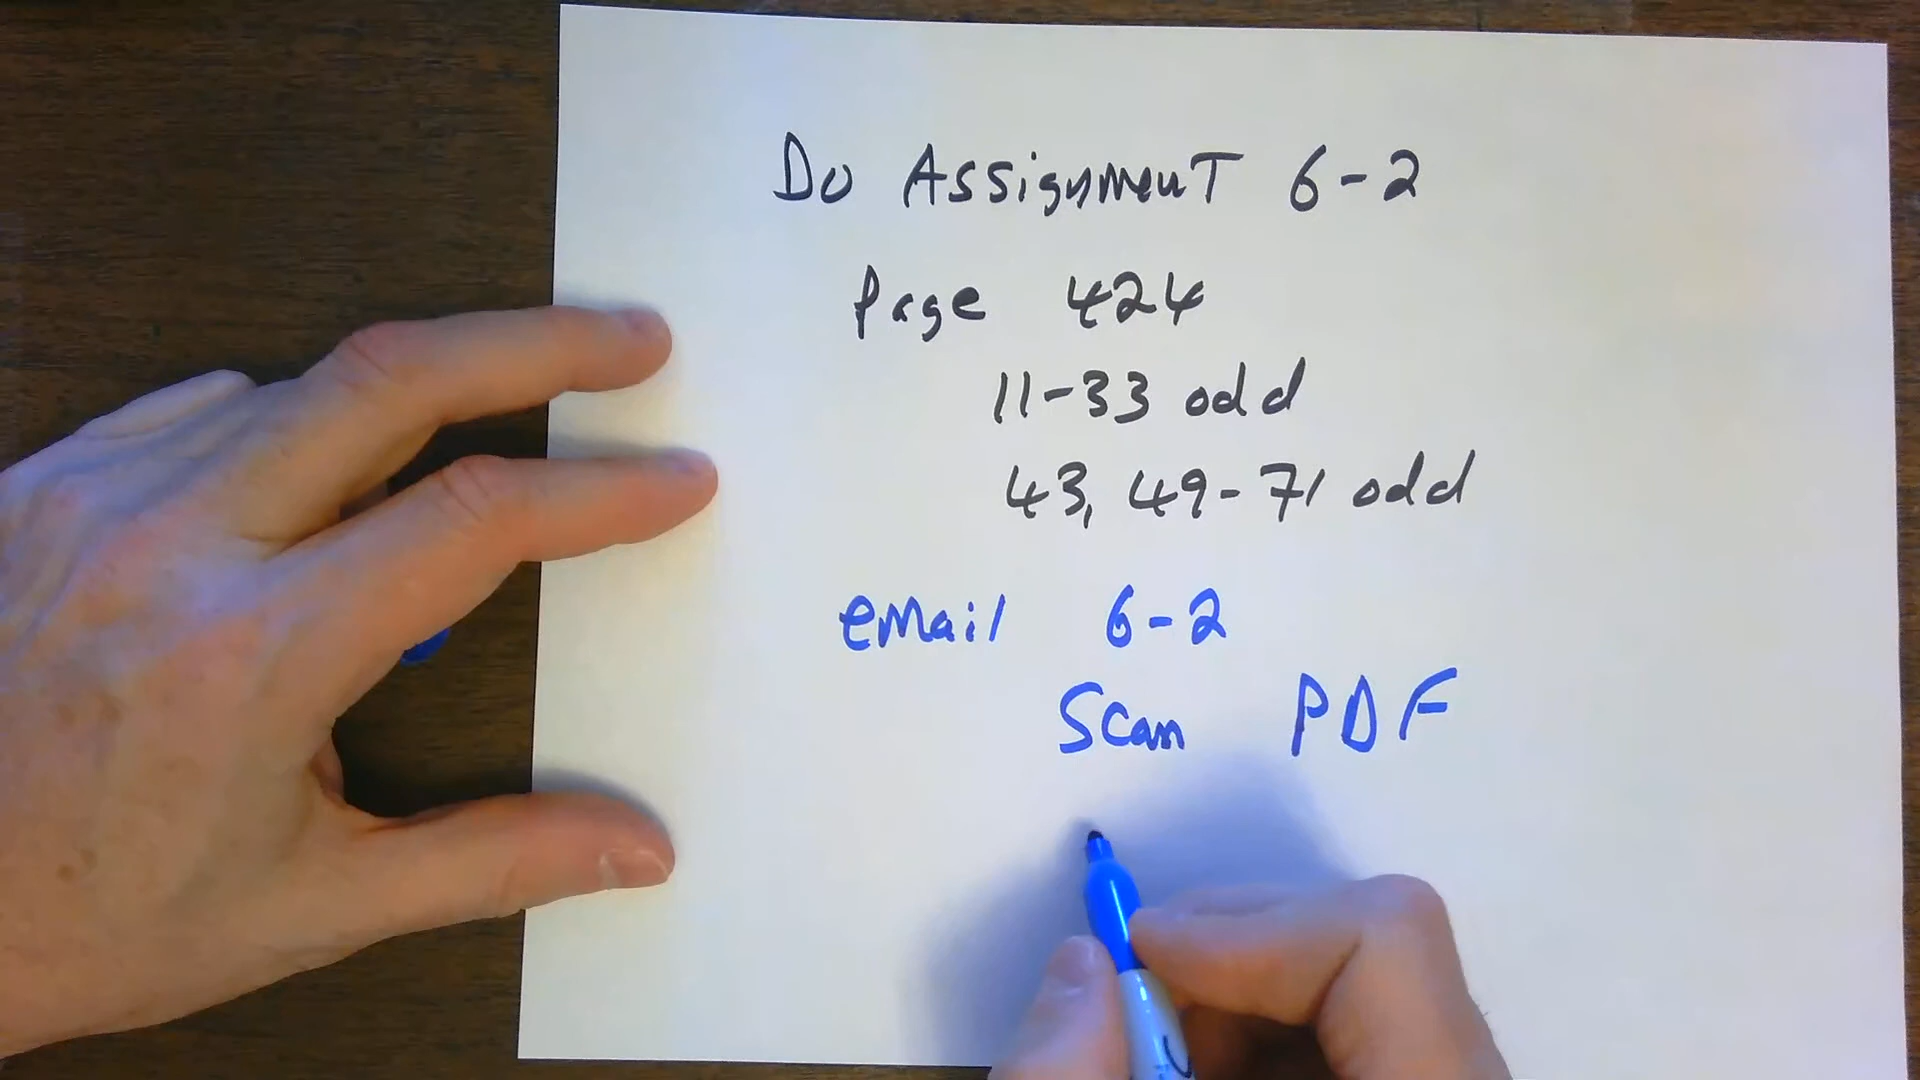 Do Assignment 6-2
Page 424
11-33 odd
43, 49-71 odd
email 6-2
Scan PDF